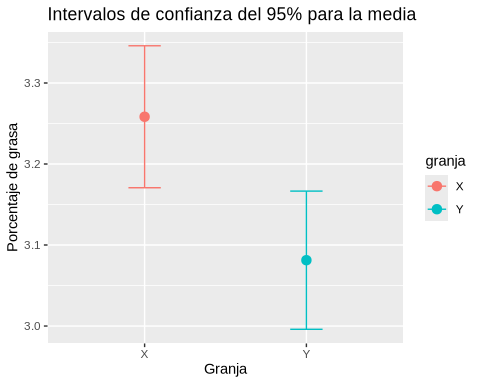 Intervalos de confianza del 95% para la media
Porcentaje de grasa
3.3
3.2
3.1
3.0
X
Y
Granja
granja
X
Y